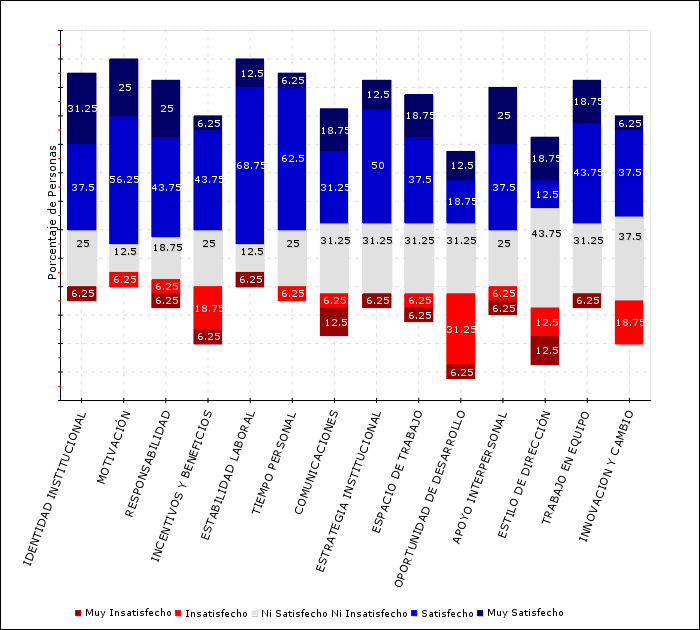 Porcentaje de Personas
31.25 37.5 25 6.25
25 56.25 12.5 6.25
25 43.75 18.75 6.25 6.25
6.25 43.75 25 18.75 6.25
12.5 68.75 12.5 6.25
6.25 62.5 25 6.25
18.75 31.25 31.25 6.25 12.5
12.5 50 31.25 6.25
18.75 37.5 31.25 6.25 6.25
12.5 18.75 31.25 31.25 6.25
25 37.5 25 6.25 6.25
18.75 12.5 43.75 12.5 12.5
18.75 43.75 31.25 6.25
6.25 37.5 37.5 18.75
IDENTIDAD INSTITUCIONAL
MOTIVACIÓN
RESPONSABILIDAD
INCENTIVOS Y BENEFICIOS
ESTABILIDAD LABORAL
TIEMPO PERSONAL
COMUNICACIONES
ESTRATEGIA INSTITUCIONAL
ESPACIO DE TRABAJO
OPORTUNIDAD DE DESARROLLO
APOYO INTERPERSONAL
ESTILO DE DIRECCIÓN
TRABAJO EN EQUIPO
INNOVACION Y CAMBIO
Muy Insatisfecho Insatisfecho Ni Satisfecho Ni Insatisfecho Satisfecho Muy Satisfecho